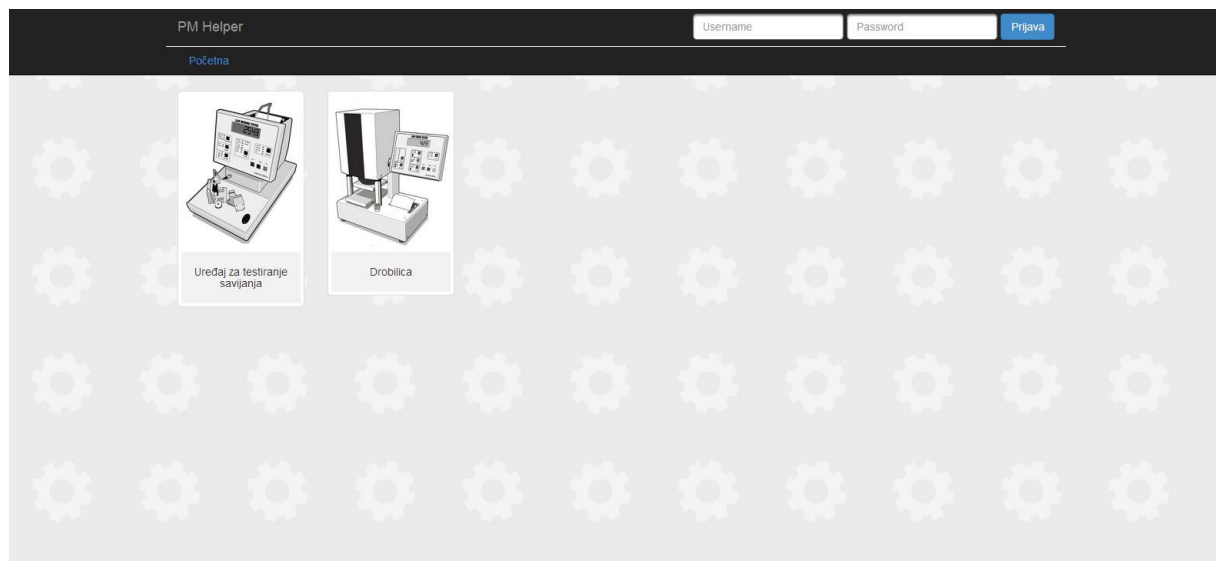 PM Helper
Username
Password
Prijava
Početna
Uređaj za testiranje
savijanja
Drobilica